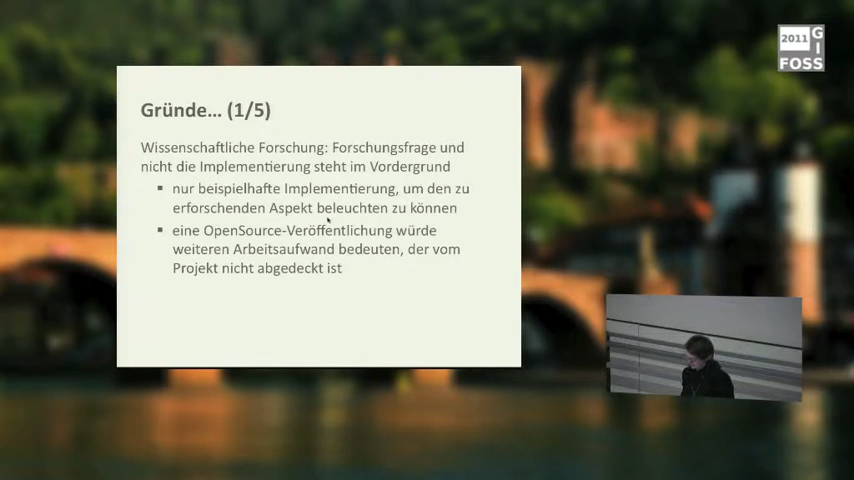 2011
GI
FOSS
Gründe... (1/5)
Wissenschaftliche Forschung: Forschungsfrage und
nicht die Implementierung steht im Vordergrund
▪ nur beispielhafte Implementierung, um den zu
erforschenden Aspekt beleuchten zu können
▪ eine OpenSource-Veröffentlichung würde
weiteren Arbeitsaufwand bedeuten, der vom
Projekt nicht abgedeckt ist